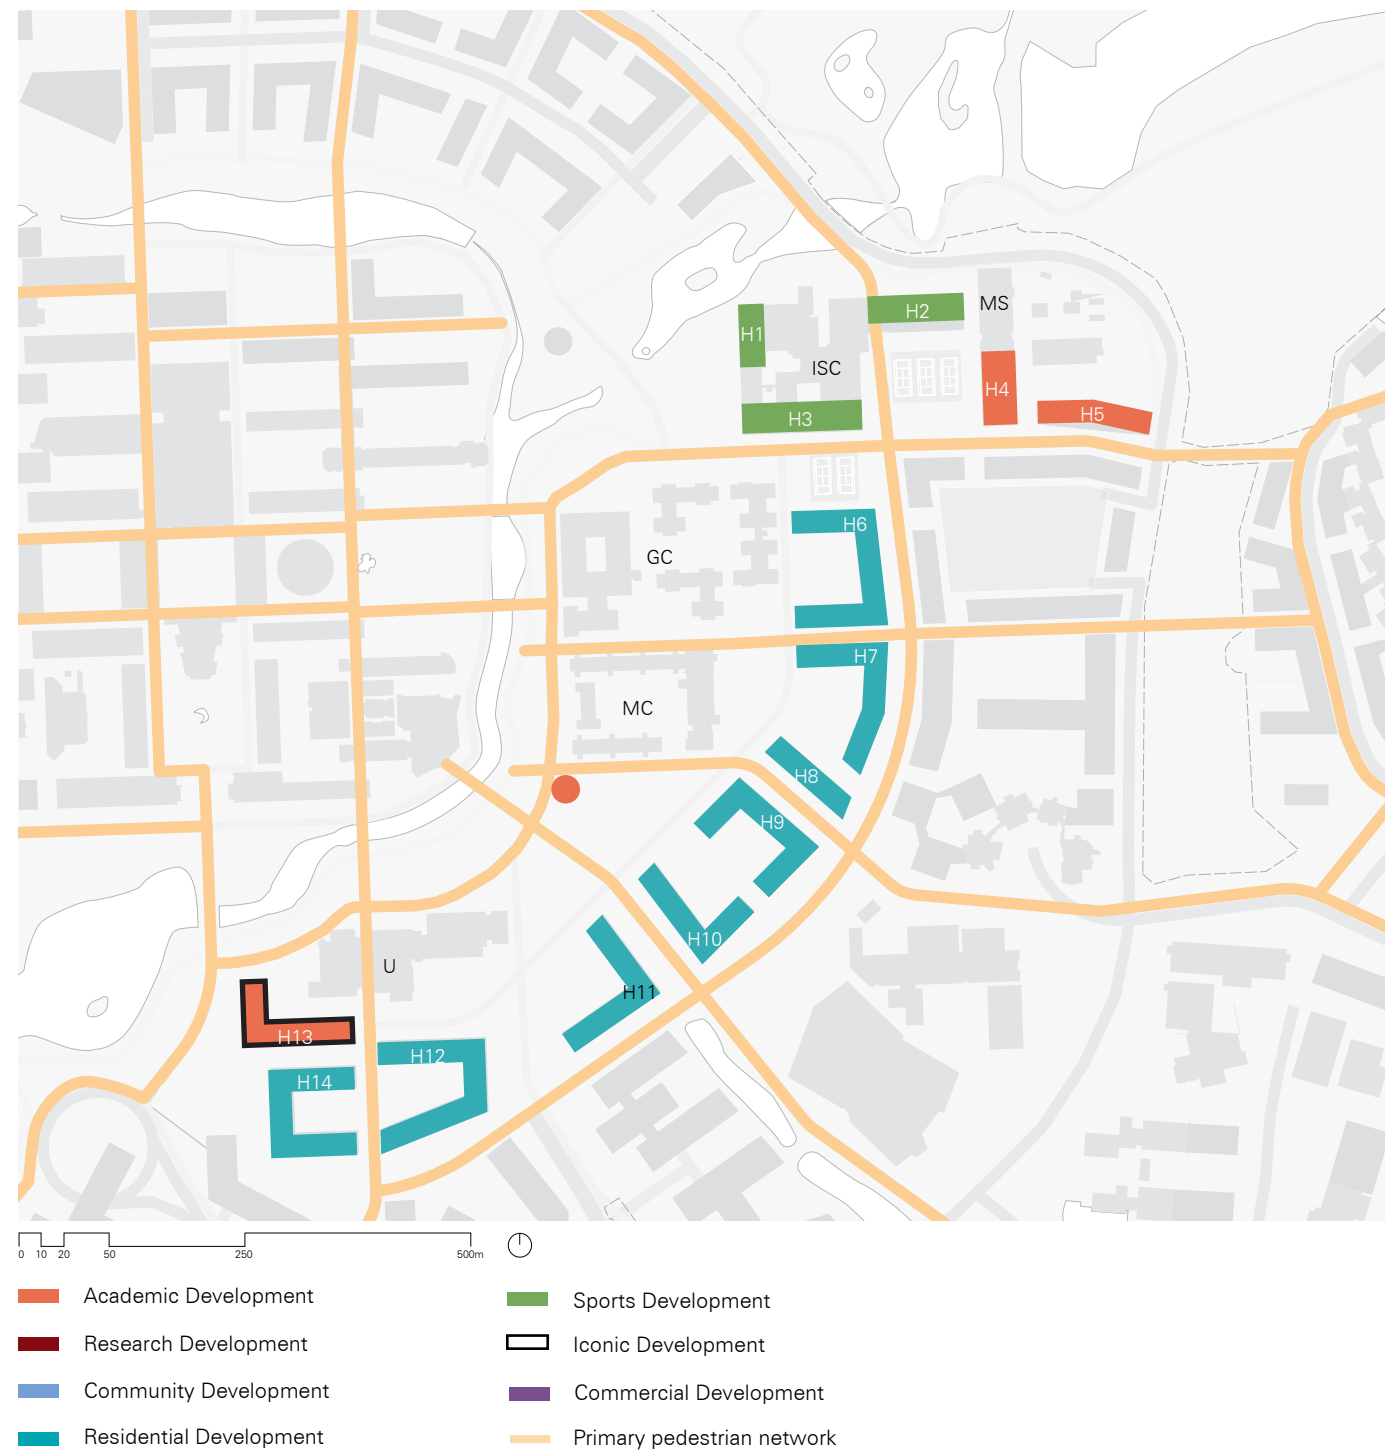 MS
H2
H1
ISC
H4
H5
H3
H6
GC
H7
MC
H8
H9
H10
U
H11
H13
H12
H14
0 10 20 50 250 500m
Academic Development
Sports Development
Research Development
Iconic Development
Community Development
Commercial Development
Residential Development
Primary pedestrian network